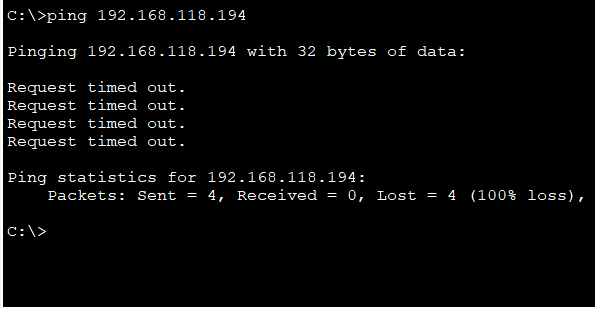 C:\>ping 192.168.118.194
Pinging 192.168.118.194 with 32 bytes of data:
Request timed out.
Request timed out.
Request timed out.
Request timed out.
Ping statistics for 192.168.118.194:
Packets: Sent = 4, Received = 0, Lost = 4 (100% loss),
C:\>